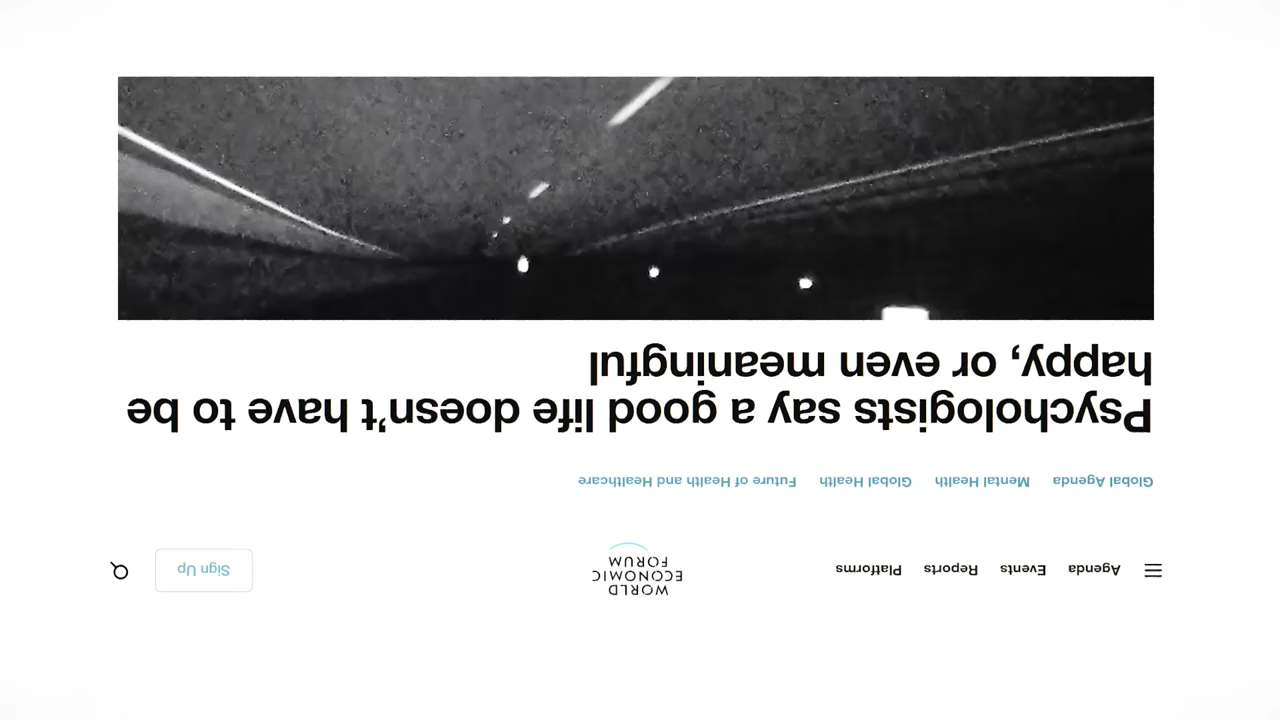 Agenda Events Reports Platforms
WORLD
ECONOMIC
FORUM
Sign Up
Global Agenda Mental Health Global Health Future of Health and Healthcare
Psychologists say a good life doesn't have to be
happy, or even meaningful